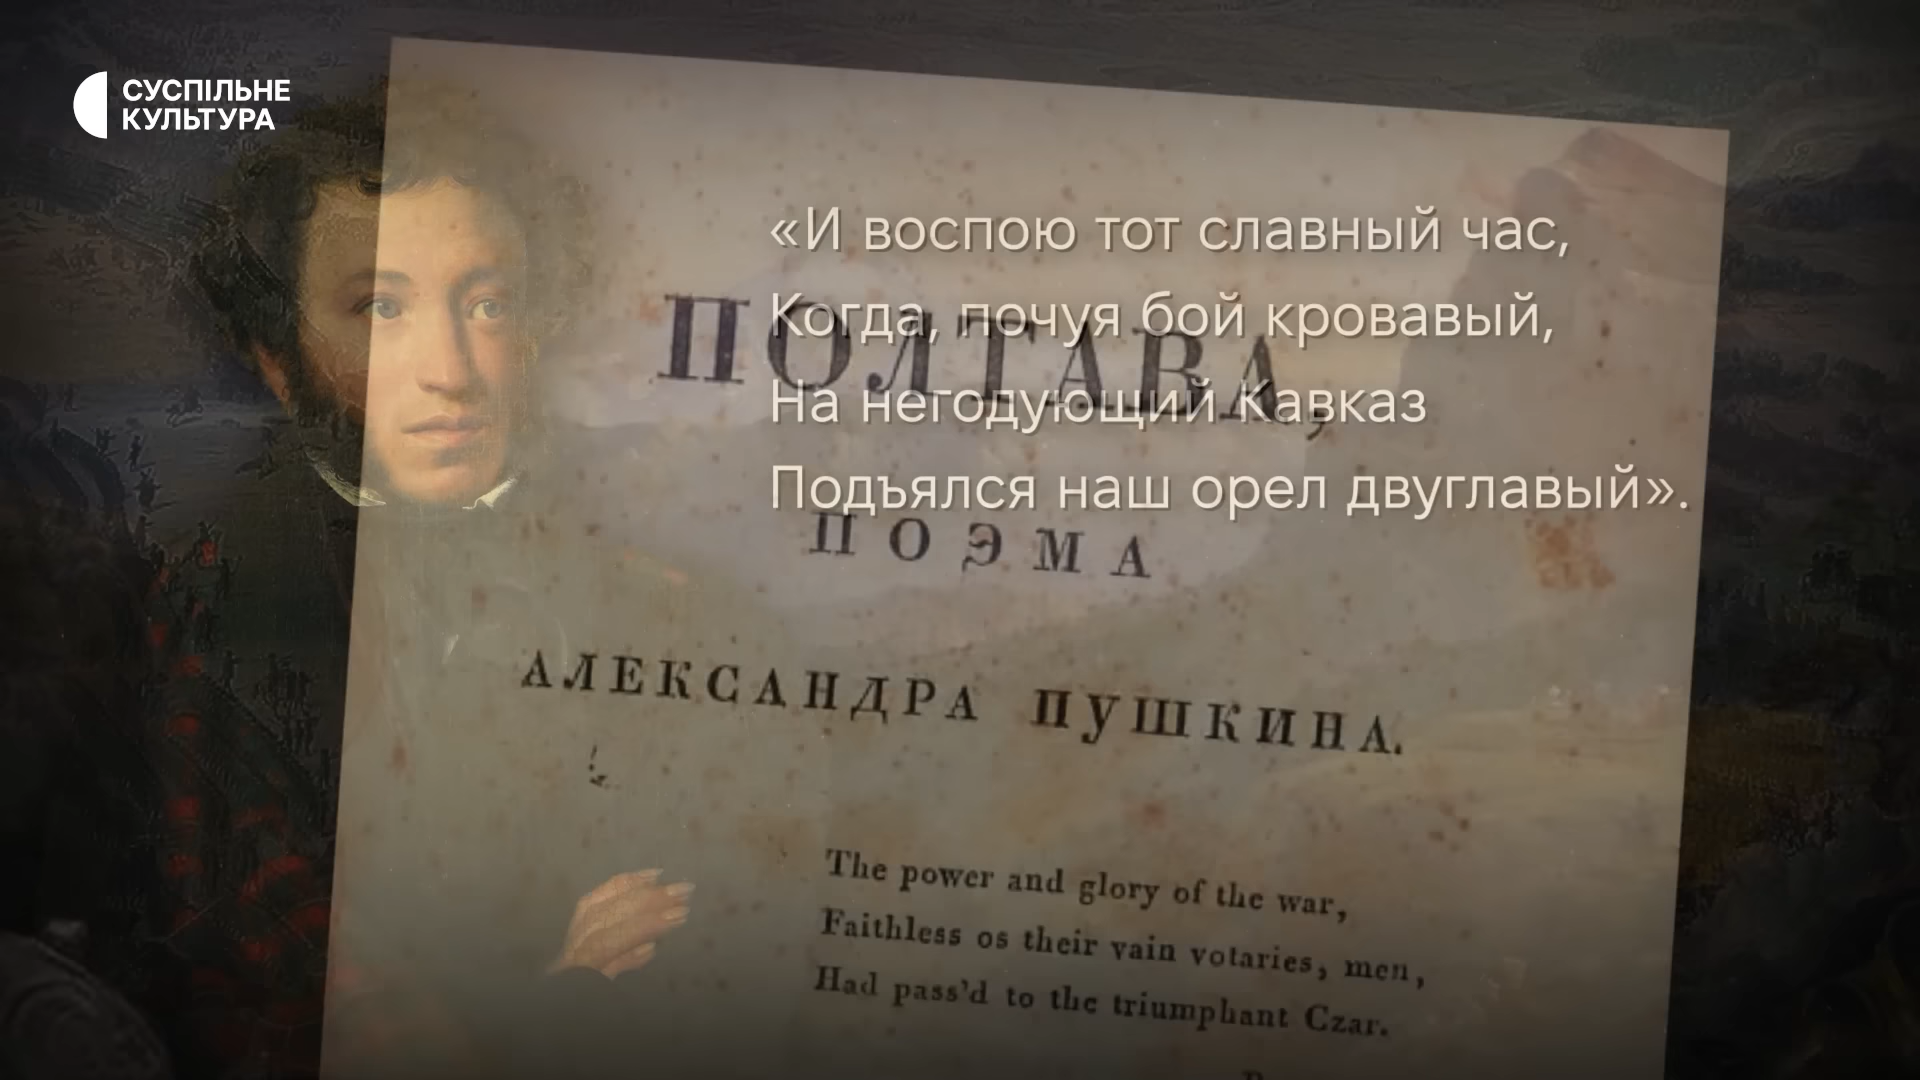 СУСПІЛЬНЕ
КУЛЬТУРА
«И воспою тот славный час,
Когда, почуя бой кровавый,
На негодующий Кавказ
Подъялся наш орел двуглавый».
ПОЛТАВА,
ПОЭМА
АЛЕКСАНДРА ПУШКИНА.
The power and glory of the war,
Faithless os their vain votaries, men,
Had pass'd to the triumphant Czar.